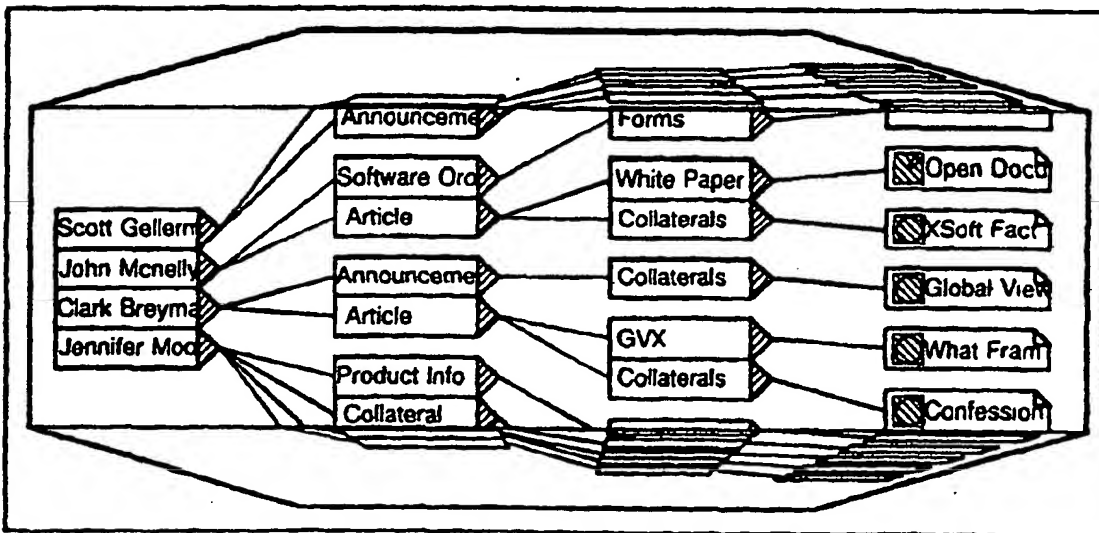 Scott Gellerm
John Mcnelly
Clark Breyma
Jennifer Moo
Announceme
Software Ord
Article
Announceme
Article
Product Info
Collateral
Forms
White Paper
Collaterals
Collaterals
GVX
Collaterals
Open Docu
XSoft Fact
Global View
What Fram
Confession